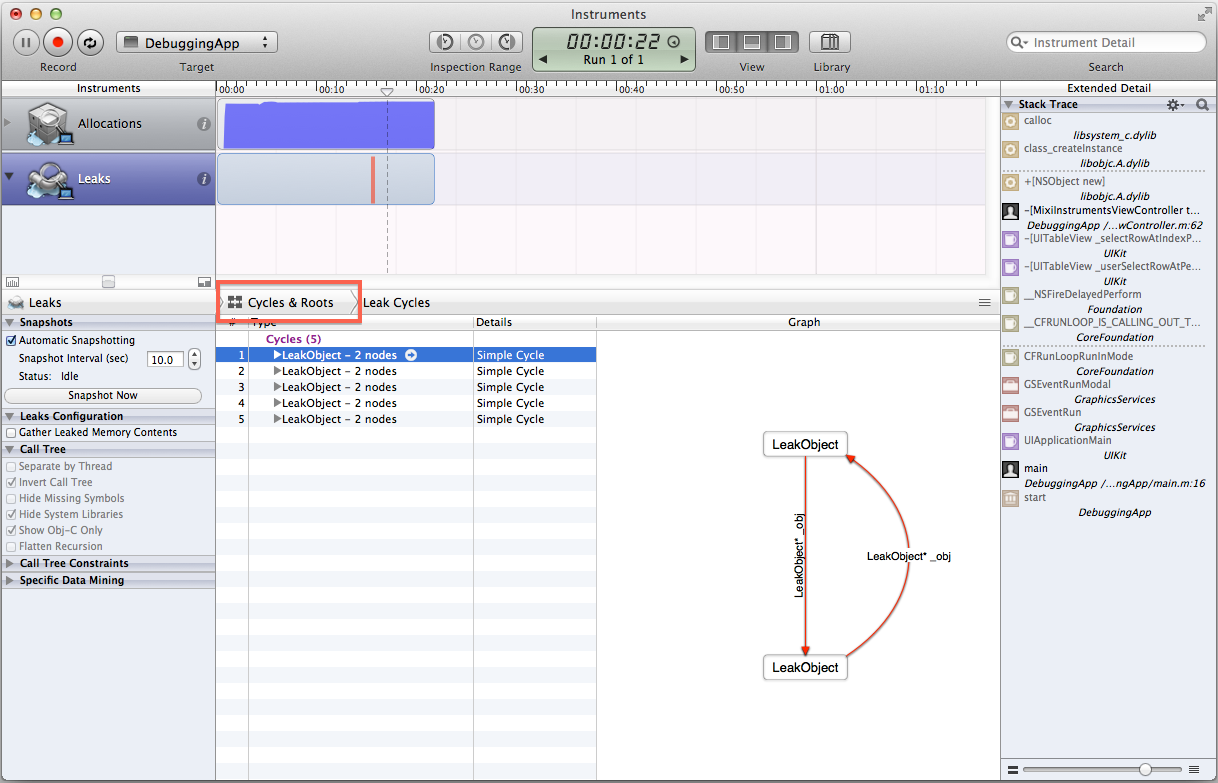 Instruments
DebuggingApp
00:00:22
Run 1 of 1
Instrument Detail
Record
Target
Inspection Range
View
Library
Search
Instruments
00:00
00:10
00:20
00:30
00:40
00:50
01:00
01:10
Extended Detail
Allocations
Leaks
Stack Trace
calloc
libsystem_c.dylib
class_createInstance
libobjc.A.dylib
+[NSObject new]
libobjc.A.dylib
-[MixiInstrumentsViewController t...
DebuggingApp /...wController.m:62
-[UITableView _selectRowAtIndexP...
UIKit
-[UITableView _userSelectRowAtPe...
UIKit
__NSFireDelayedPerform
Foundation
__CFRUNLOOP_IS_CALLING_OUT_T...
CoreFoundation
CFRunLoopRunInMode
CoreFoundation
GSEventRunModal
GraphicsServices
GSEventRun
GraphicsServices
UIApplicationMain
UIKit
main
DebuggingApp /...ngApp/main.m:16
start
DebuggingApp
Leaks
Cycles & Roots
Leak Cycles
Snapshots
Automatic Snapshotting
Snapshot Interval (sec) 10.0
Status: Idle
Snapshot Now
Leaks Configuration
Gather Leaked Memory Contents
Call Tree
Separate by Thread
Invert Call Tree
Hide Missing Symbols
Hide System Libraries
Show Obj-C Only
Flatten Recursion
Call Tree Constraints
Specific Data Mining
# Type Details Graph
Cycles (5)
1 LeakObject - 2 nodes Simple Cycle
2 LeakObject - 2 nodes Simple Cycle
3 LeakObject - 2 nodes Simple Cycle
4 LeakObject - 2 nodes Simple Cycle
5 LeakObject - 2 nodes Simple Cycle
LeakObject
LeakObject* _obj
LeakObject* _obj
LeakObject